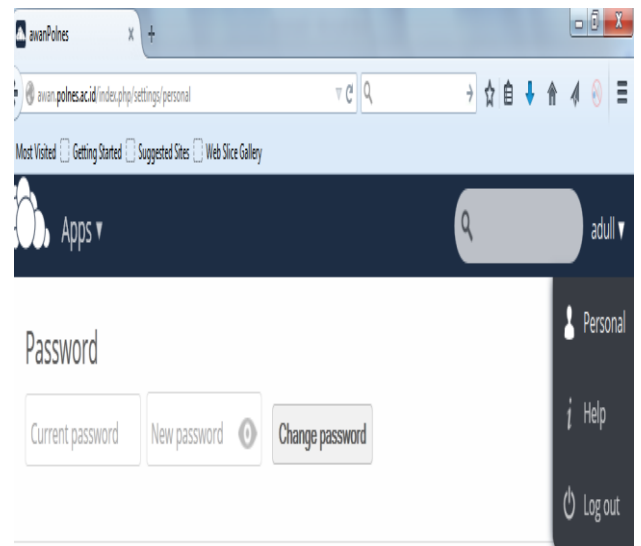 awanPolnes
awan.polnes.ac.id/index.php/settings/personal
Most Visited Getting Started Suggested Sites Web Slice Gallery
Apps
adull
Personal
Password
Current password New password Change password
Help
Log out